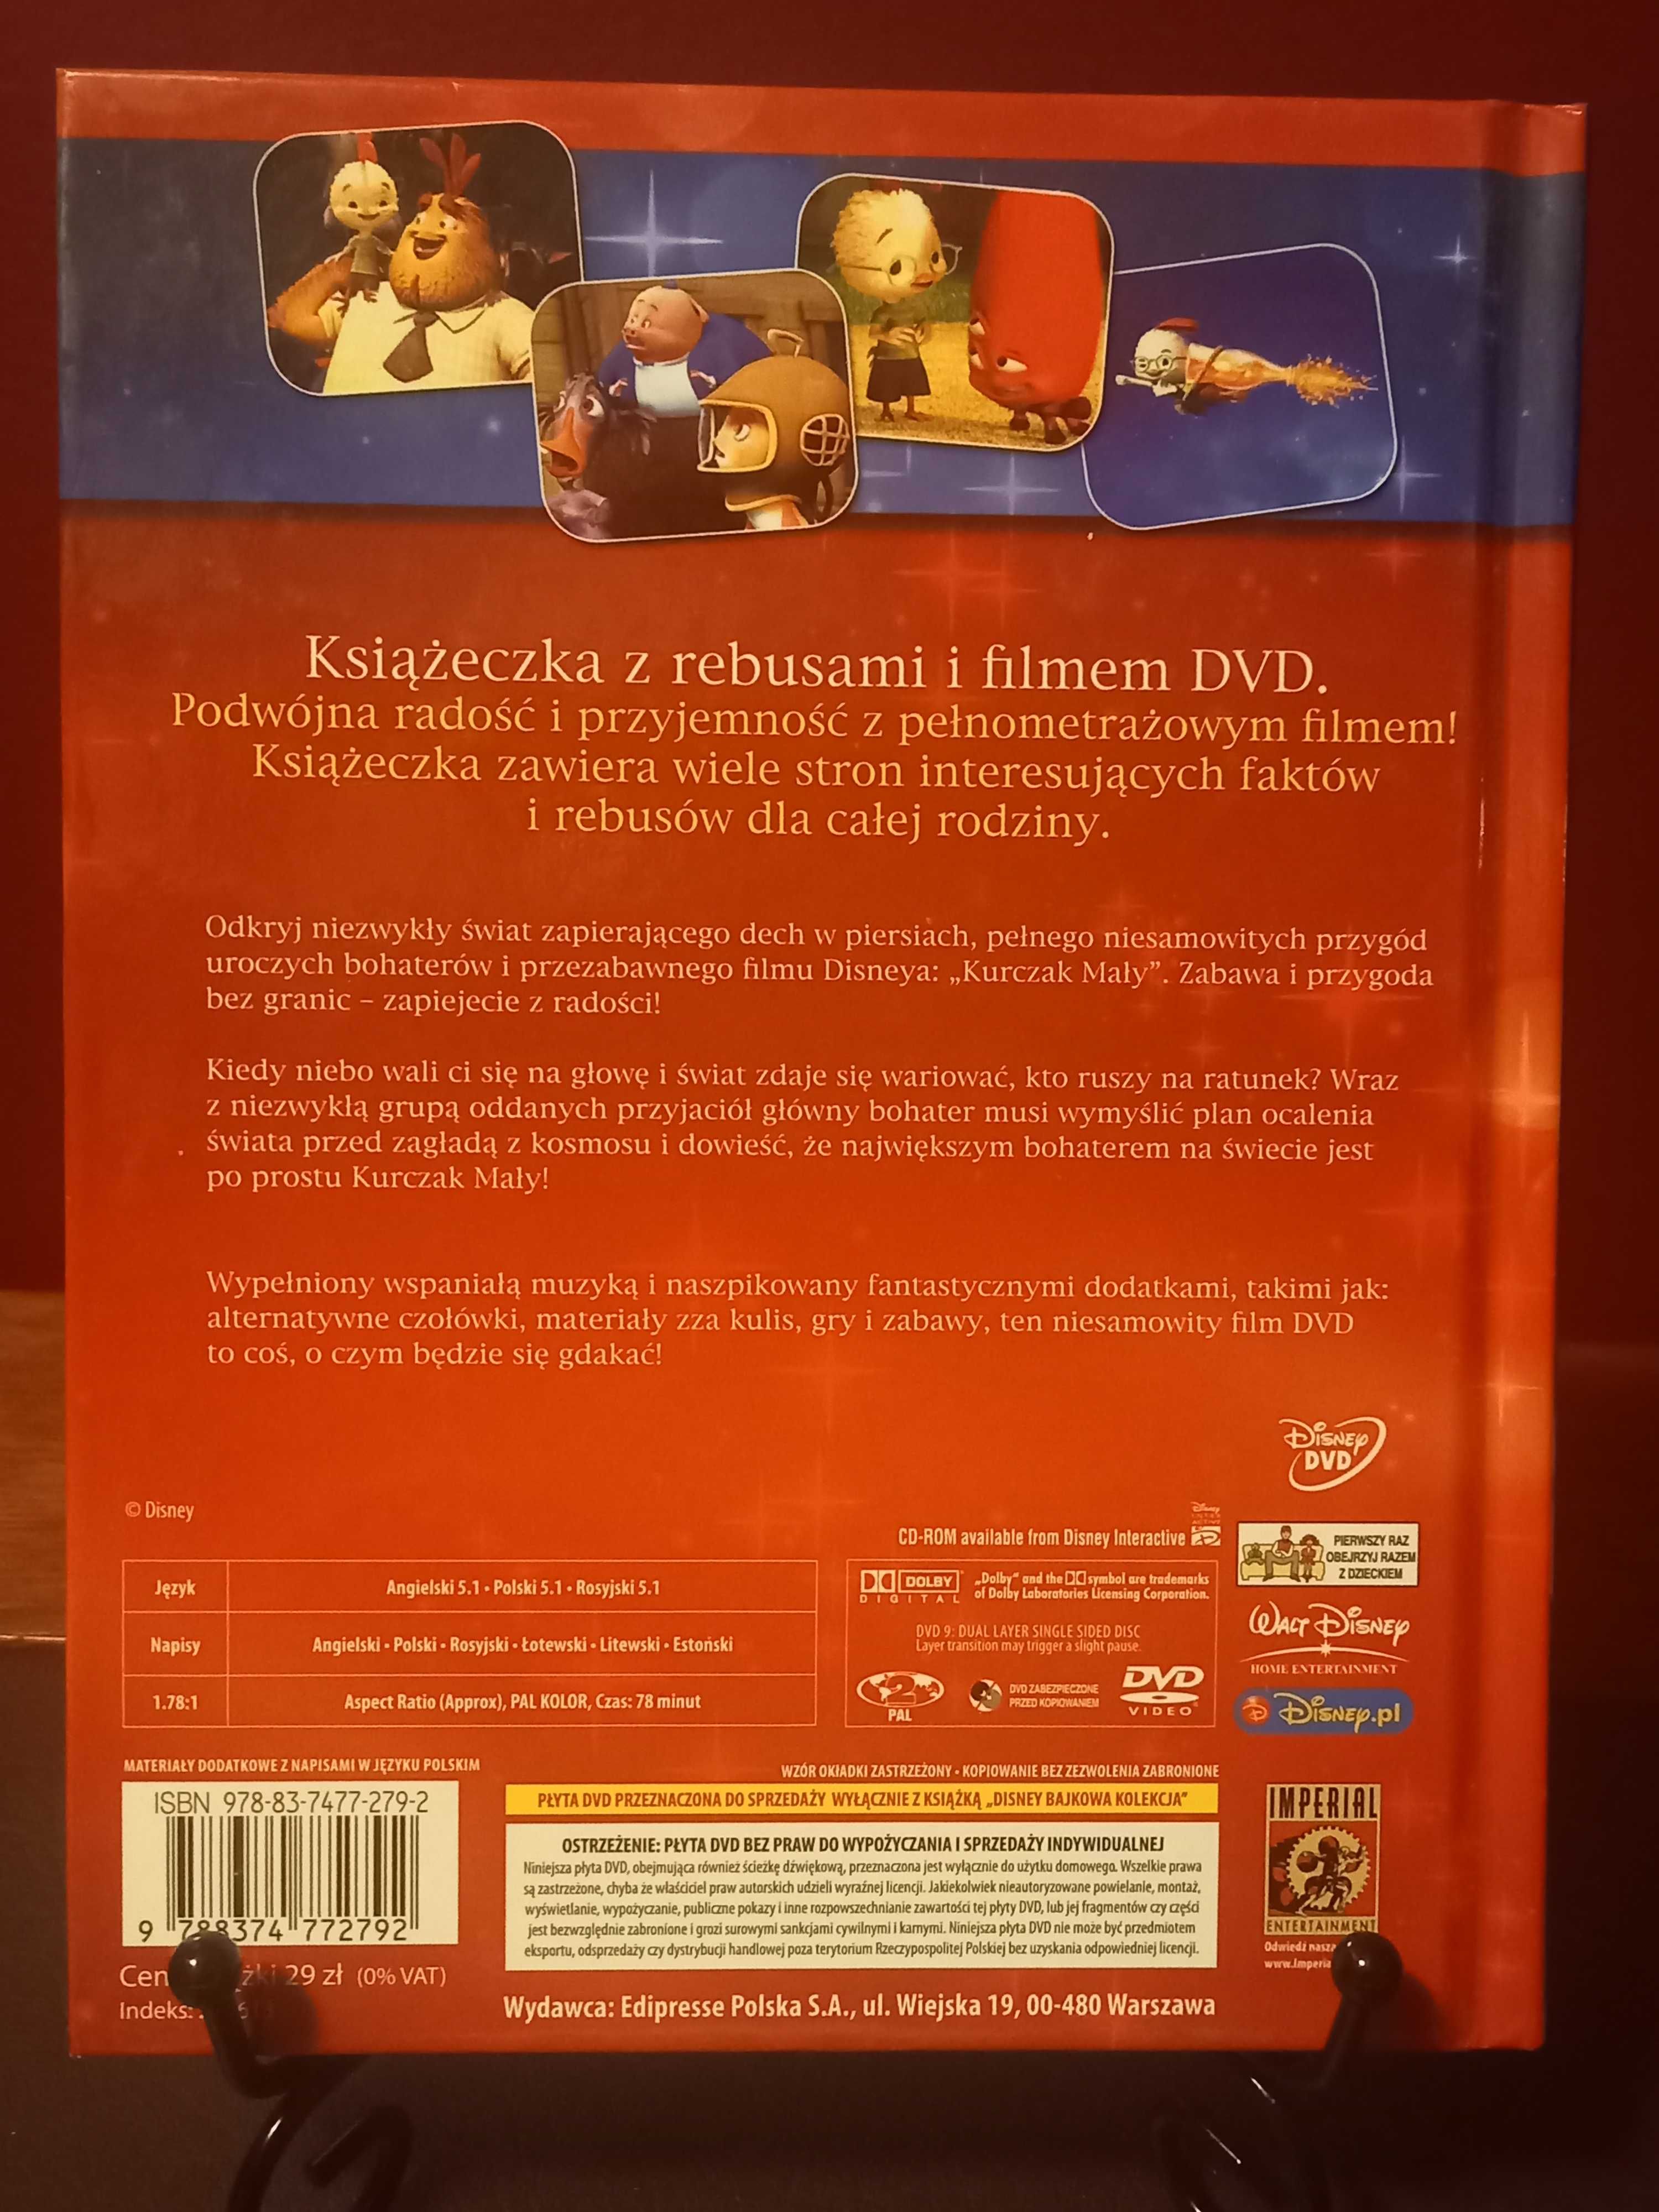 Książeczka z rebusami i filmem DVD.
Podwójna radość i przyjemność z pełnometrażowym filmem!
Książeczka zawiera wiele stron interesujących faktów
i rebusów dla całej rodziny.
Odkryj niezwykły świat zapierającego dech w piersiach, pełnego niesamowitych przygód
uroczych bohaterów i przezabawnego filmu Disneya: „Kurczak Mały”. Zabawa i przygoda
bez granic – zapiejecie z radości!
Kiedy niebo wali ci się na głowę i świat zdaje się wariować, kto ruszy na ratunek? Wraz
z niezwykłą grupą oddanych przyjaciół główny bohater musi wymyślić plan ocalenia
świata przed zagładą z kosmosu i dowieść, że największym bohaterem na świecie jest
po prostu Kurczak Mały!
Wypełniony wspaniałą muzyką i naszpikowany fantastycznymi dodatkami, takimi jak:
alternatywne czołówki, materiały zza kulis, gry i zabawy, ten niesamowity film DVD
to coś, o czym będzie się gdakać!
Disney
DVD
© Disney
CD-ROM available from Disney Interactive
Język Angielski 5.1 • Polski 5.1 • Rosyjski 5.1
Napisy Angielski • Polski • Rosyjski • Łotewski • Litewski • Estoński
1.78:1 Aspect Ratio (Approx), PAL KOLOR, Czas: 78 minut
DOLBY
DIGITAL
„Dolby” and the symbol are trademarks
of Dolby Laboratories Licensing Corporation.
DVD 9: DUAL LAYER SINGLE SIDED DISC
Layer transition may trigger a slight pause.
2
PAL
DVD ZABEZPIECZONE
PRZED KOPIOWANIEM
DVD
VIDEO
PIERWSZY RAZ
OBEJRZYJ RAZEM
Z DZIECKIEM
WALT DISNEY
HOME ENTERTAINMENT
Disney.pl
MATERIAŁY DODATKOWE Z NAPISAMI W JĘZYKU POLSKIM
WZÓR OKŁADKI ZASTRZEŻONY • KOPIOWANIE BEZ ZEZWOLENIA ZABRONIONE
ISBN 978-83-7477-279-2
9 788374 772792
PŁYTA DVD PRZEZNACZONA DO SPRZEDAŻY WYŁĄCZNIE Z KSIĄŻKĄ „DISNEY BAJKOWA KOLEKCJA”
OSTRZEŻENIE: PŁYTA DVD BEZ PRAW DO WYPOŻYCZANIA I SPRZEDAŻY INDYWIDUALNEJ
Niniejsza płyta DVD, obejmująca również ścieżkę dźwiękową, przeznaczona jest wyłącznie do użytku domowego. Wszelkie prawa
są zastrzeżone, chyba że właściciel praw autorskich udzieli wyraźnej licencji. Jakiekolwiek nieautoryzowane powielanie, montaż,
wyświetlanie, wypożyczanie, publiczne pokazy i inne rozpowszechnianie zawartości tej płyty DVD, lub jej fragmentów czy części
jest bezwzględnie zabronione i grozi surowymi sankcjami cywilnymi i karnymi. Niniejsza płyta DVD nie może być przedmiotem
eksportu, odsprzedaży czy dystrybucji handlowej poza terytorium Rzeczypospolitej Polskiej bez uzyskania odpowiedniej licencji.
IMPERIAL
ENTERTAINMENT
Odwiedź
29 zł (0% VAT)
Indeks:
Wydawca: Edipresse Polska S.A., ul. Wiejska 19, 00-480 Warszawa